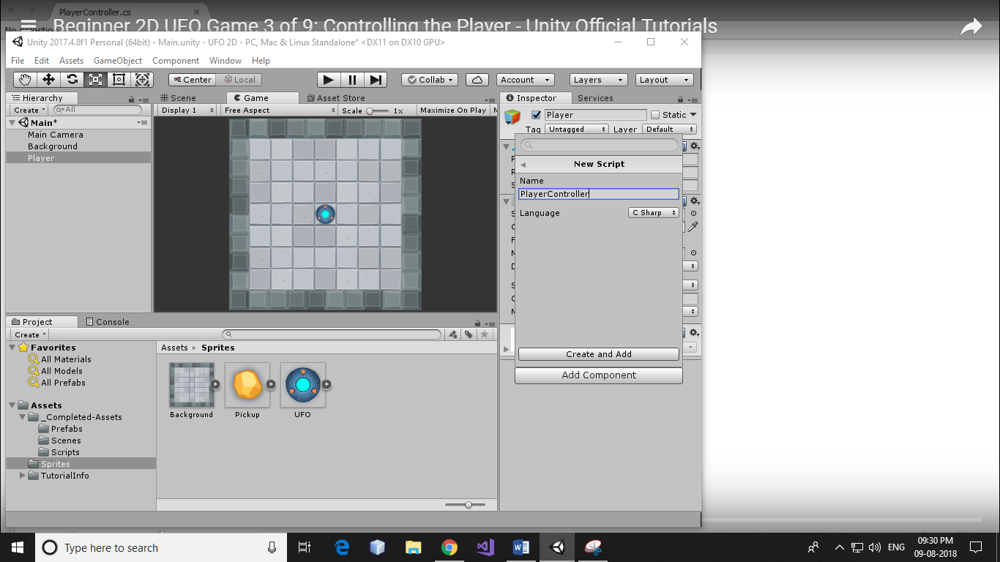 PlayerController.cs
Beginner 2D UFO Game 3 of 9: Controlling the Player - Unity Official Tutorials
Unity 2017.4.8f1 Personal (64bit) - Main.unity - UFO 2D - PC, Mac & Linux Standalone* <DX11 on DX10 GPU>
File Edit Assets GameObject Component Window Help
Center Local Collab Account Layers Layout
Hierarchy Scene Game Asset Store Inspector Services
Create All Display 1 Free Aspect Scale 1x Maximize On Play M
Player Static
Main*
Tag Untagged Layer Default
Main Camera
Background
Player
New Script
Name
PlayerController
Language C Sharp
Create and Add
Add Component
Project Console
Create
Favorites
All Materials
All Models
All Prefabs
Assets
_Completed-Assets
Prefabs
Scenes
Scripts
Sprites
TutorialInfo
Assets Sprites
Background Pickup UFO
Type here to search
ENG
09:30 PM
09-08-2018